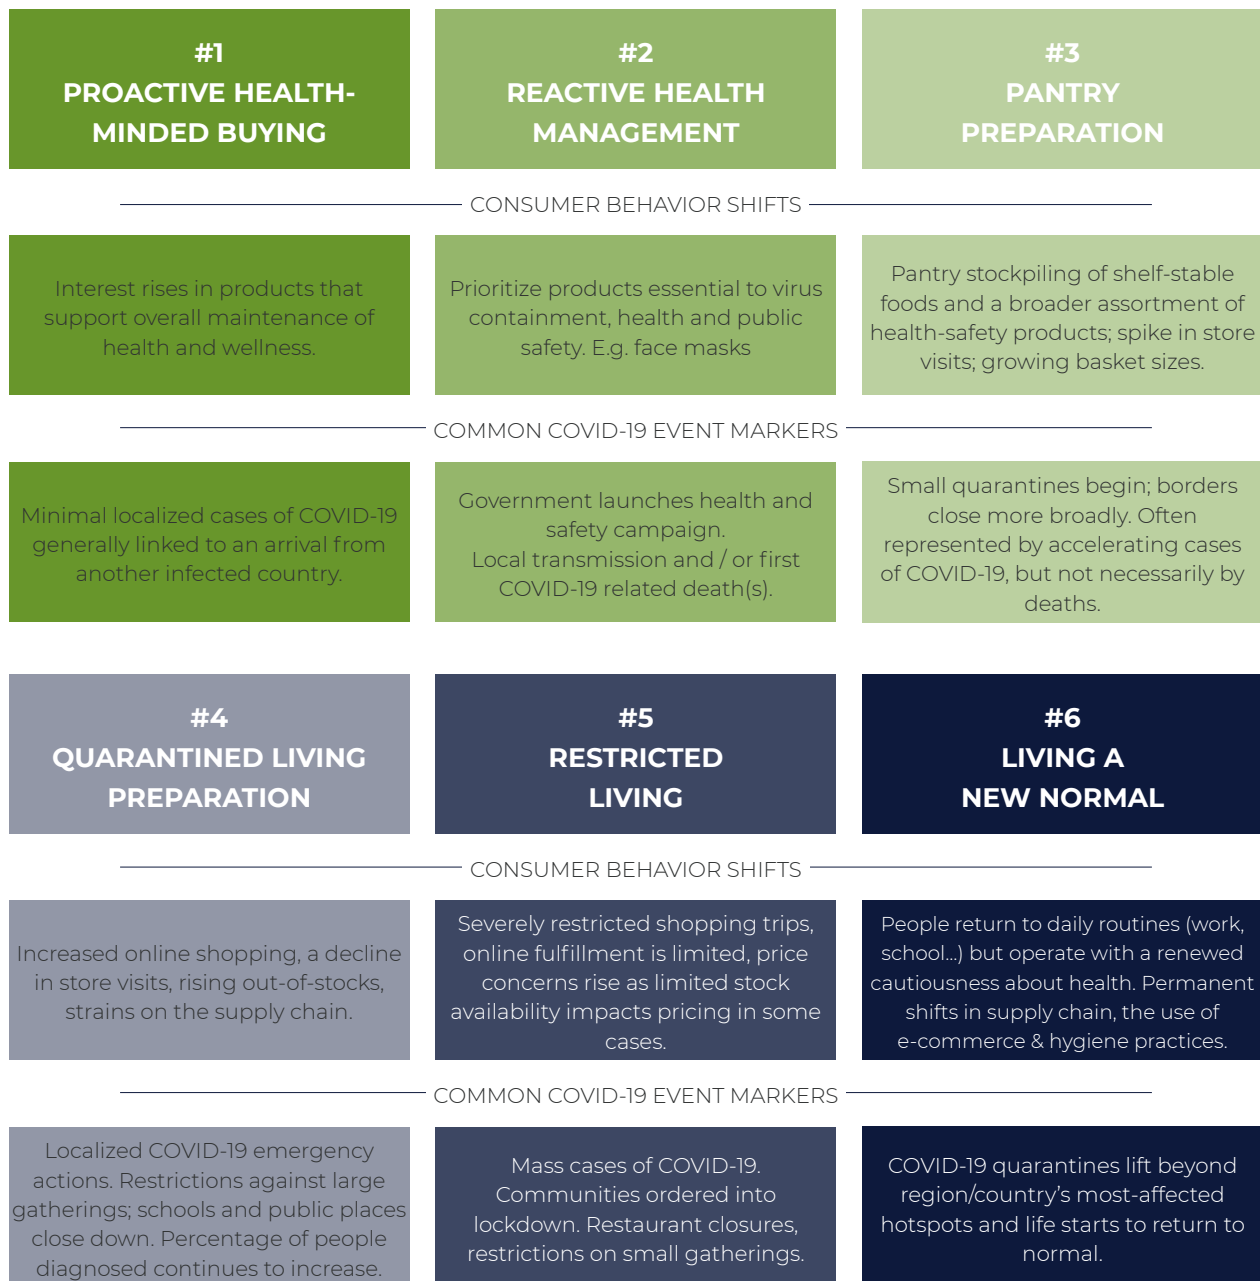 #1
PROACTIVE HEALTH-
MINDED BUYING
#2
REACTIVE HEALTH
MANAGEMENT
#3
PANTRY
PREPARATION
CONSUMER BEHAVIOR SHIFTS
Interest rises in products that
support overall maintenance of
health and wellness.
Prioritize products essential to virus
containment, health and public
safety. E.g. face masks
Pantry stockpiling of shelf-stable
foods and a broader assortment of
health-safety products; spike in store
visits; growing basket sizes.
COMMON COVID-19 EVENT MARKERS
Minimal localized cases of COVID-19
generally linked to an arrival from
another infected country.
Government launches health and
safety campaign.
Local transmission and / or first
COVID-19 related death(s).
Small quarantines begin; borders
close more broadly. Often
represented by accelerating cases
of COVID-19, but not necessarily by
deaths.
#4
QUARANTINED LIVING
PREPARATION
#5
RESTRICTED
LIVING
#6
LIVING A
NEW NORMAL
CONSUMER BEHAVIOR SHIFTS
Increased online shopping, a decline
in store visits, rising out-of-stocks,
strains on the supply chain.
Severely restricted shopping trips,
online fulfillment is limited, price
concerns rise as limited stock
availability impacts pricing in some
cases.
People return to daily routines (work,
school...) but operate with a renewed
cautiousness about health. Permanent
shifts in supply chain, the use of
e-commerce & hygiene practices.
COMMON COVID-19 EVENT MARKERS
Localized COVID-19 emergency
actions. Restrictions against large
gatherings; schools and public places
close down. Percentage of people
diagnosed continues to increase.
Mass cases of COVID-19.
Communities ordered into
lockdown. Restaurant closures,
restrictions on small gatherings.
COVID-19 quarantines lift beyond
region/country's most-affected
hotspots and life starts to return to
normal.